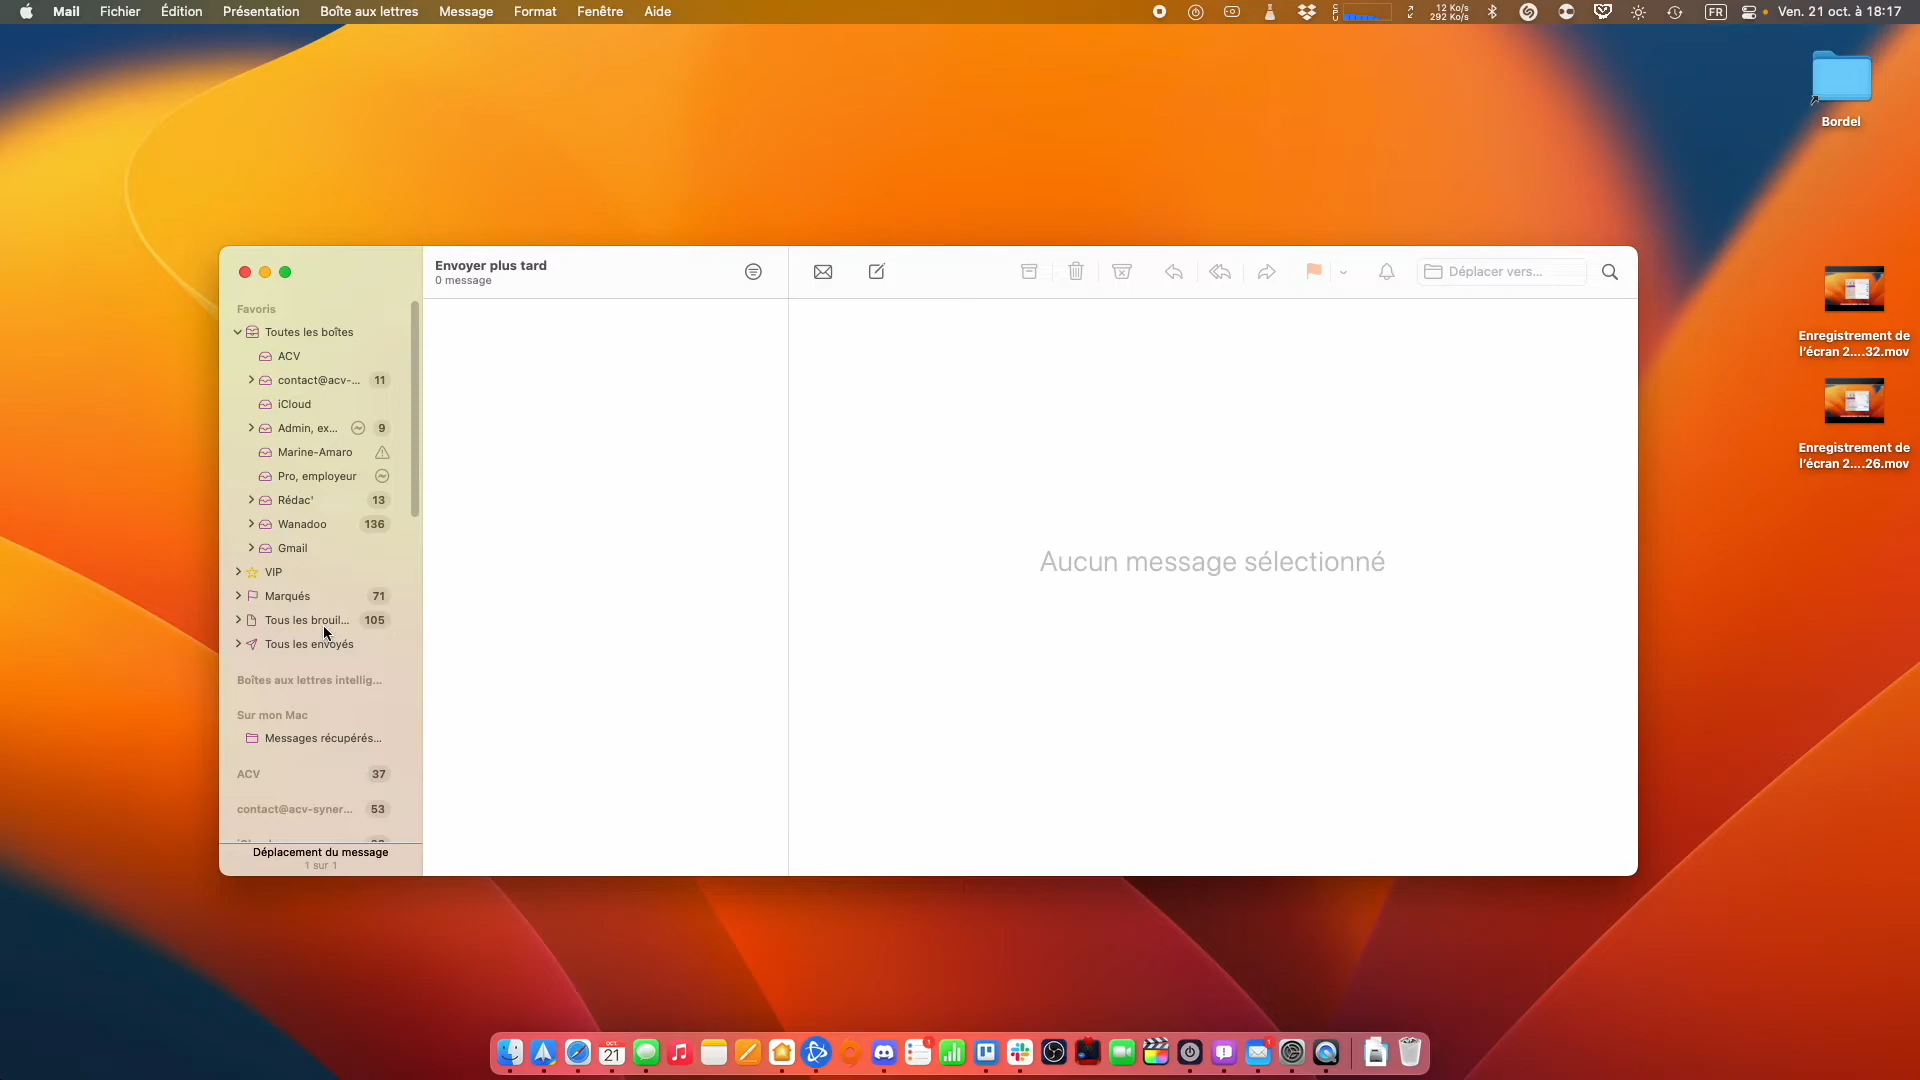 Mail Fichier Édition Présentation Boîte aux lettres Message Format Fenêtre Aide
12 Ko/s
292 Ko/s
FR
Ven. 21 oct. à 18:17
Bordel
Enregistrement de
l'écran 2....32.mov
Enregistrement de
l'écran 2....26.mov
Envoyer plus tard
0 message
Déplacer vers...
Favoris
Toutes les boîtes
ACV
contact@acv-... 11
iCloud
Admin, ex... 9
Marine-Amaro
Pro, employeur
Rédac' 13
Wanadoo 136
Gmail
VIP
Marqués 71
Tous les brouil... 105
Tous les envoyés
Boîtes aux lettres intellig...
Sur mon Mac
Messages récupérés...
ACV 37
contact@acv-syner... 53
Déplacement du message
1 sur 1
Aucun message sélectionné
OCT.
21
1
1